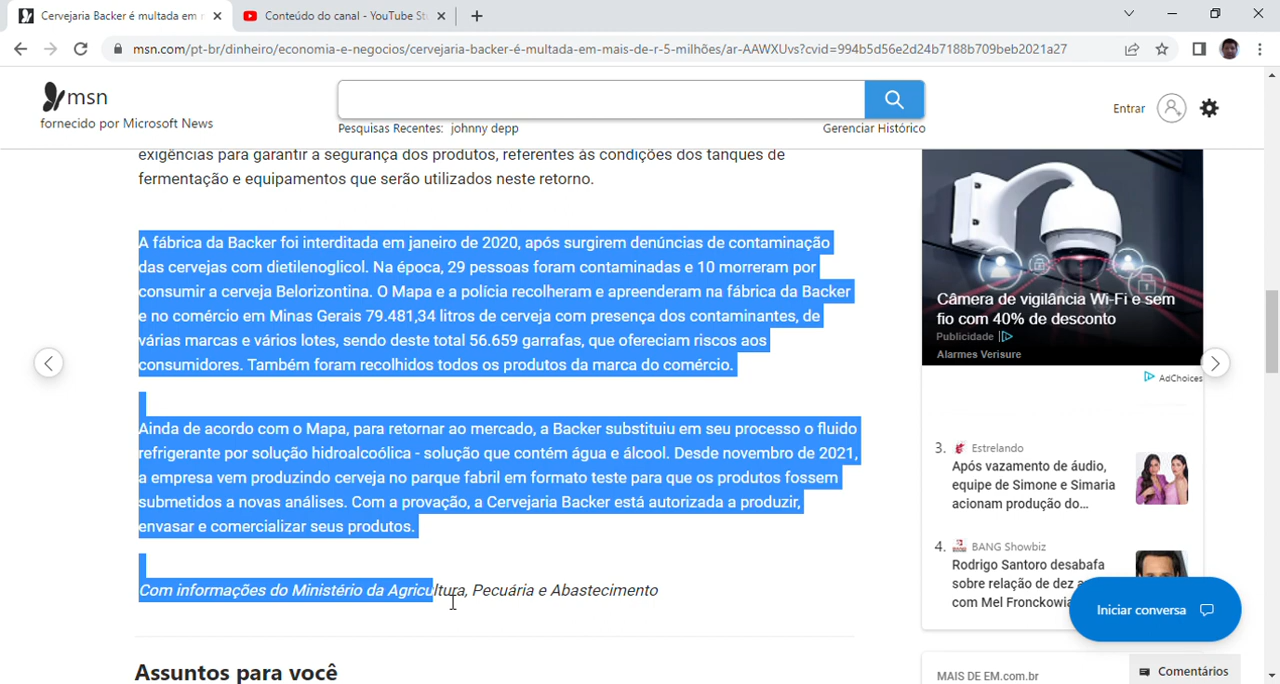 Cervejaria Backer é multada em
Conteúdo do canal - YouTube St
msn.com/pt-br/dinheiro/economia-e-negocios/cervejaria-backer-é-multada-em-mais-de-r-5-milhões/ar-AAWXUvs?cvid=994b5d56e2d24b7188b709beb2021a27
msn
fornecido por Microsoft News
Pesquisas Recentes: johnny depp
Gerenciar Histórico
Entrar
exigências para garantir a segurança dos produtos, referentes às condições dos tanques de
fermentação e equipamentos que serão utilizados neste retorno.
A fábrica da Backer foi interditada em janeiro de 2020, após surgirem denúncias de contaminação
das cervejas com dietilenoglicol. Na época, 29 pessoas foram contaminadas e 10 morreram por
consumir a cerveja Belorizontina. O Mapa e a polícia recolheram e apreenderam na fábrica da Backer
e no comércio em Minas Gerais 79.481,34 litros de cerveja com presença dos contaminantes, de
várias marcas e vários lotes, sendo deste total 56.659 garrafas, que ofereciam riscos aos
consumidores. Também foram recolhidos todos os produtos da marca do comércio.
Ainda de acordo com o Mapa, para retornar ao mercado, a Backer substituiu em seu processo o fluido
refrigerante por solução hidroalcoólica - solução que contém água e álcool. Desde novembro de 2021,
a empresa vem produzindo cerveja no parque fabril em formato teste para que os produtos fossem
submetidos a novas análises. Com a provação, a Cervejaria Backer está autorizada a produzir,
envasar e comercializar seus produtos.
Com informações do Ministério da Agricultura, Pecuária e Abastecimento
Assuntos para você
Câmera de vigilância Wi-Fi e sem
fio com 40% de desconto
Publicidade
Alarmes Verisure
AdChoices
3. Estrelando
Após vazamento de áudio,
equipe de Simone e Simaria
acionam produção do...
4. BANG Showbiz
Rodrigo Santoro desabafa
sobre relação de dez a
com Mel Fronckowia
Iniciar conversa
MAIS DE EM.com.br
Comentários